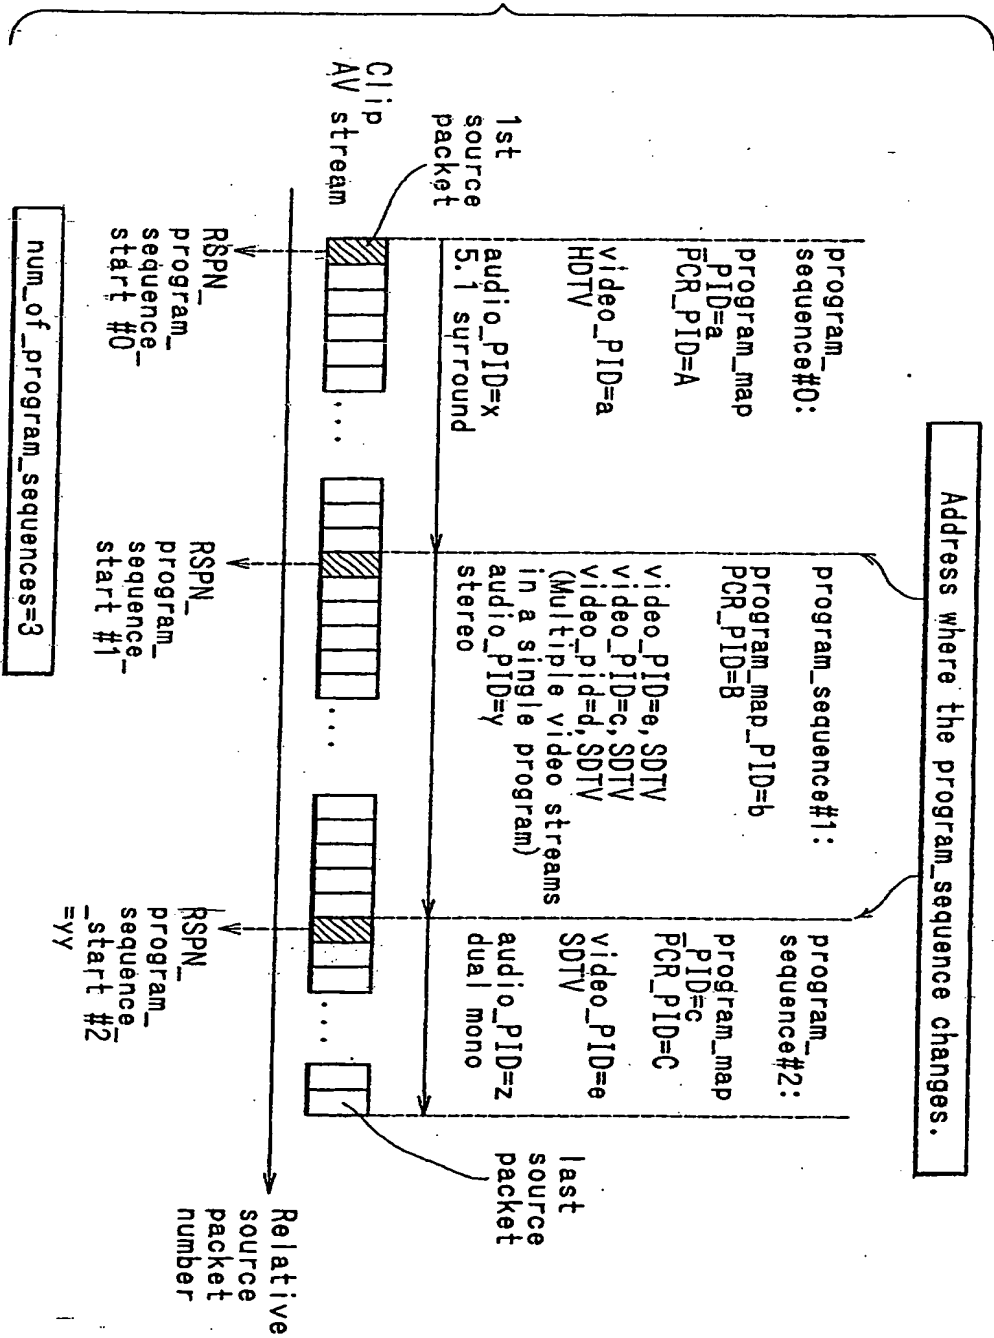 Address where the program_sequence changes.
program_
sequence#0:
program_map
_PID=a
PCR_PID=A
video_PID=a
HDTV
audio_PID=x
5.1 surround
program_sequence#1:
program_map_PID=b
PCR_PID=B
video_PID=e,SDTV
video_PID=c,SDTV
video_pid=d,SDTV
(Multiple video streams
in a single program)
audio_PID=y
stereo
program_
sequence#2:
program_map
_PID=c
PCR_PID=C
video_PID=e
SDTV
audio_PID=z
dual mono
1st
source
packet
last
source
packet
Clip
AV stream
...
...
...
Relative
source
packet
number
RSPN_
program_
sequence_
start #0
RSPN_
program_
sequence_
start #1
RSPN_
program_
sequence_
_start #2
=yy
num_of_program_sequences=3